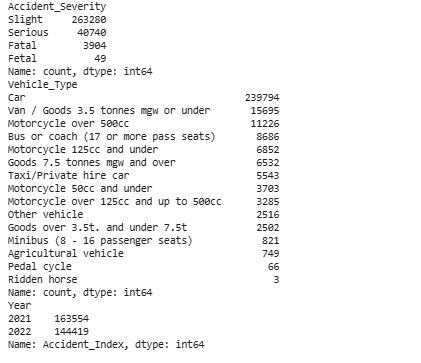 Accident_Severity
Slight 263280
Serious 40740
Fatal 3904
Fetal 49
Name: count, dtype: int64
Vehicle_Type
Car 239794
Van / Goods 3.5 tonnes mgw or under 15695
Motorcycle over 500cc 11226
Bus or coach (17 or more pass seats) 8686
Motorcycle 125cc and under 6852
Goods 7.5 tonnes mgw and over 6532
Taxi/Private hire car 5543
Motorcycle 50cc and under 3703
Motorcycle over 125cc and up to 500cc 3285
Other vehicle 2516
Goods over 3.5t. and under 7.5t 2502
Minibus (8 - 16 passenger seats) 821
Agricultural vehicle 749
Pedal cycle 66
Ridden horse 3
Name: count, dtype: int64
Year
2021 163554
2022 144419
Name: Accident_Index, dtype: int64